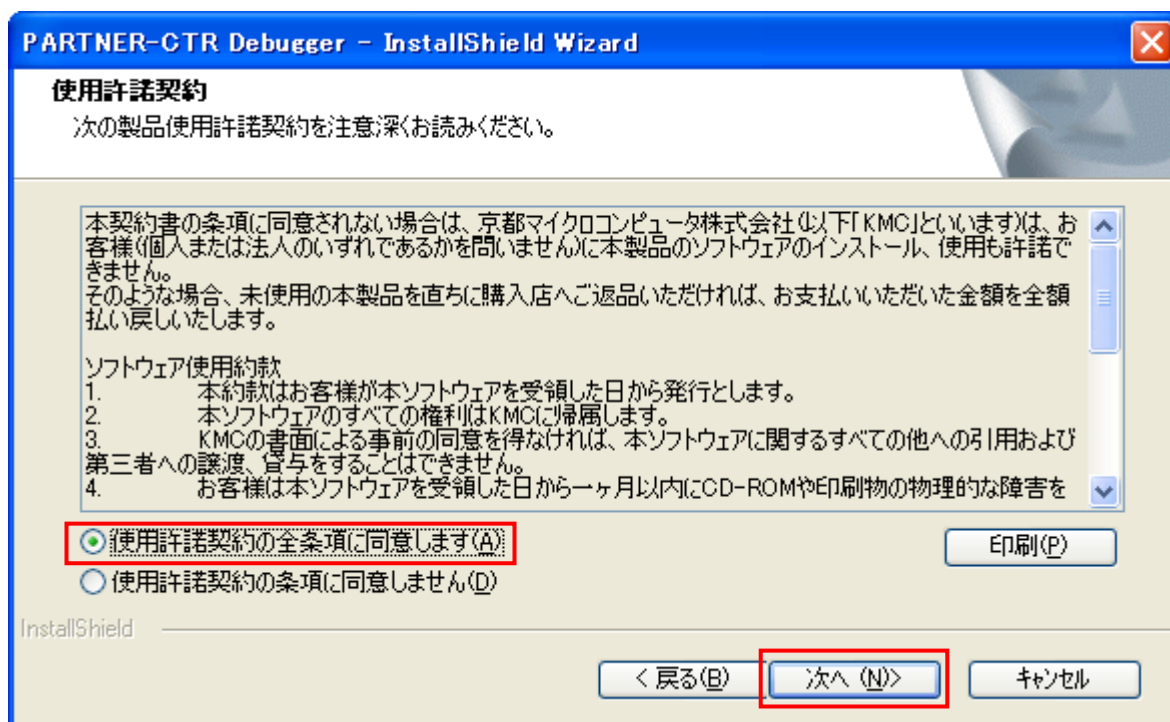 PARTNER-CTR Debugger - InstallShield Wizard
使用許諾契約
次の製品使用許諾契約を注意深くお読みください。
本契約書の条項に同意されない場合は、京都マイクロコンピュータ株式会社(以下「KMC」といいます)は、お
客様(個人または法人のいずれであるかを問いません)に本製品のソフトウェアのインストール、使用も許諾で
きません。
そのような場合、未使用の本製品を直ちに購入店へご返品いただければ、お支払いいただいた金額を全額
払い戻しいたします。
ソフトウェア使用約款
1. 本約款はお客様が本ソフトウェアを受領した日から発行とします。
2. 本ソフトウェアのすべての権利はKMCに帰属します。
3. KMCの書面による事前の同意を得なければ、本ソフトウェアに関するすべての他への引用および
第三者への譲渡、貸与をすることはできません。
4. お客様は本ソフトウェアを受領した日から一ヶ月以内にCD-ROMや印刷物の物理的な障害を
使用許諾契約の全条項に同意します(A)
印刷(P)
使用許諾契約の条項に同意しません(D)
InstallShield
< 戻る(B)
次へ (N)>
キャンセル